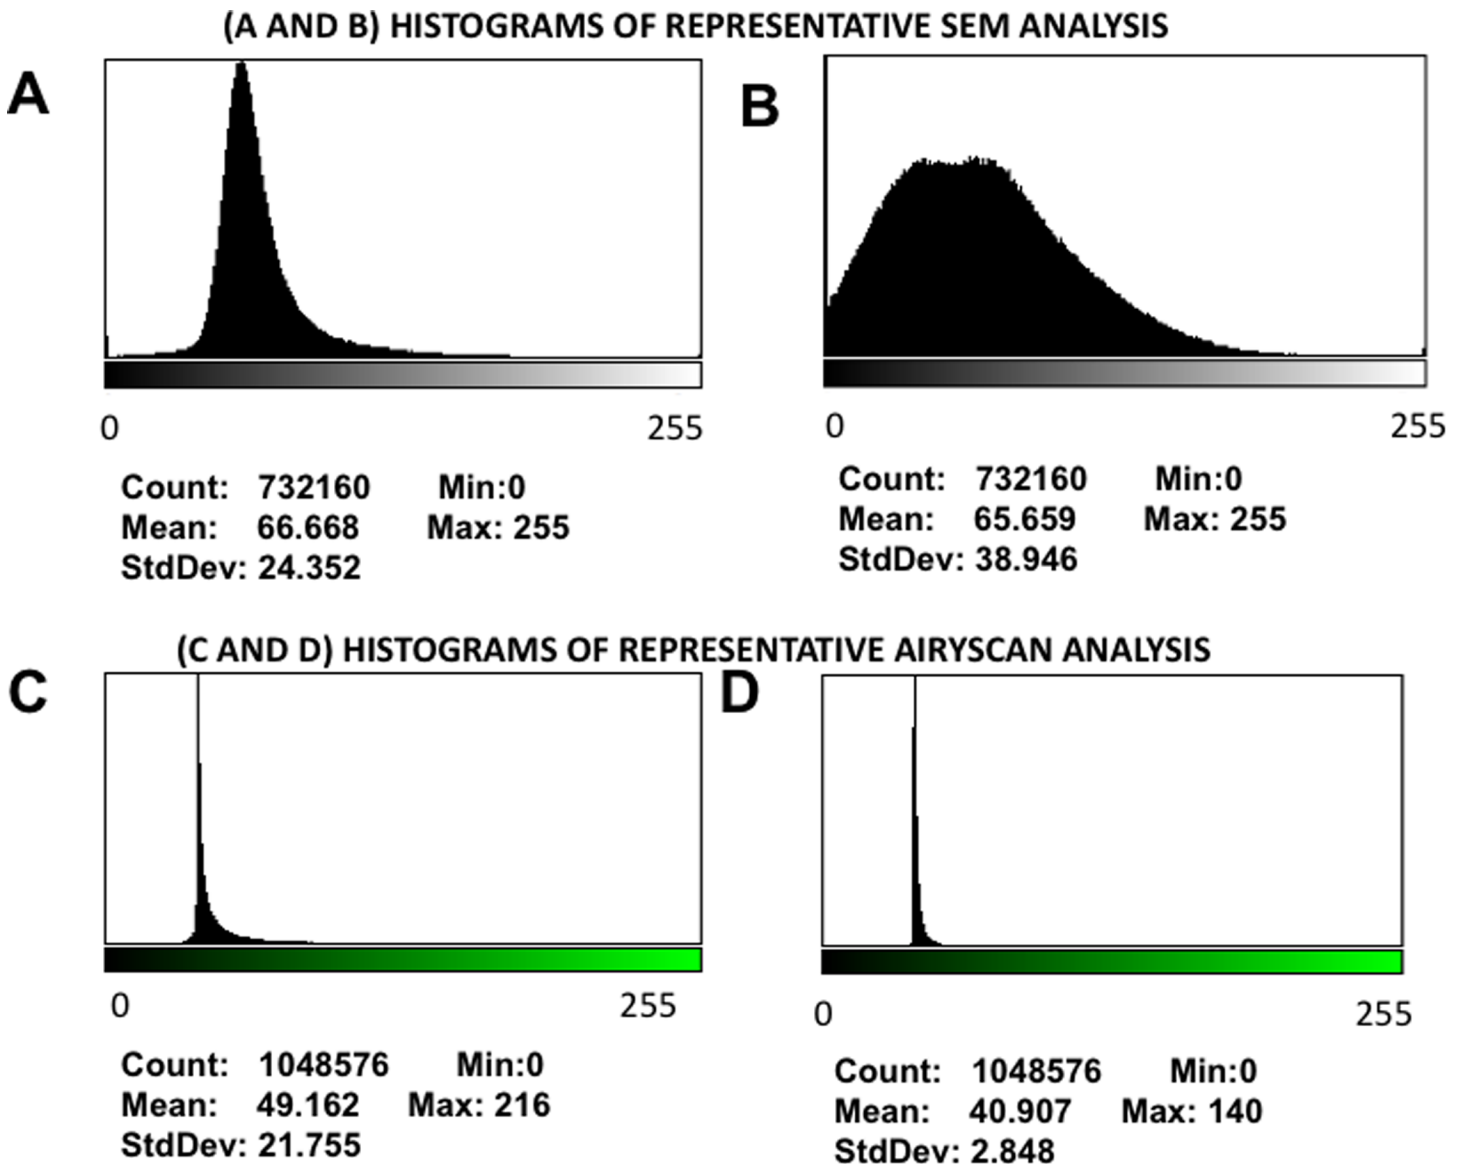 (A AND B) HISTOGRAMS OF REPRESENTATIVE SEM ANALYSIS
A
B
0 255
0 255
Count: 732160 Min:0
Mean: 66.668 Max: 255
StdDev: 24.352
Count: 732160 Min:0
Mean: 65.659 Max: 255
StdDev: 38.946
(C AND D) HISTOGRAMS OF REPRESENTATIVE AIRYSCAN ANALYSIS
C
D
0 255
0 255
Count: 1048576 Min:0
Mean: 49.162 Max: 216
StdDev: 21.755
Count: 1048576 Min:0
Mean: 40.907 Max: 140
StdDev: 2.848